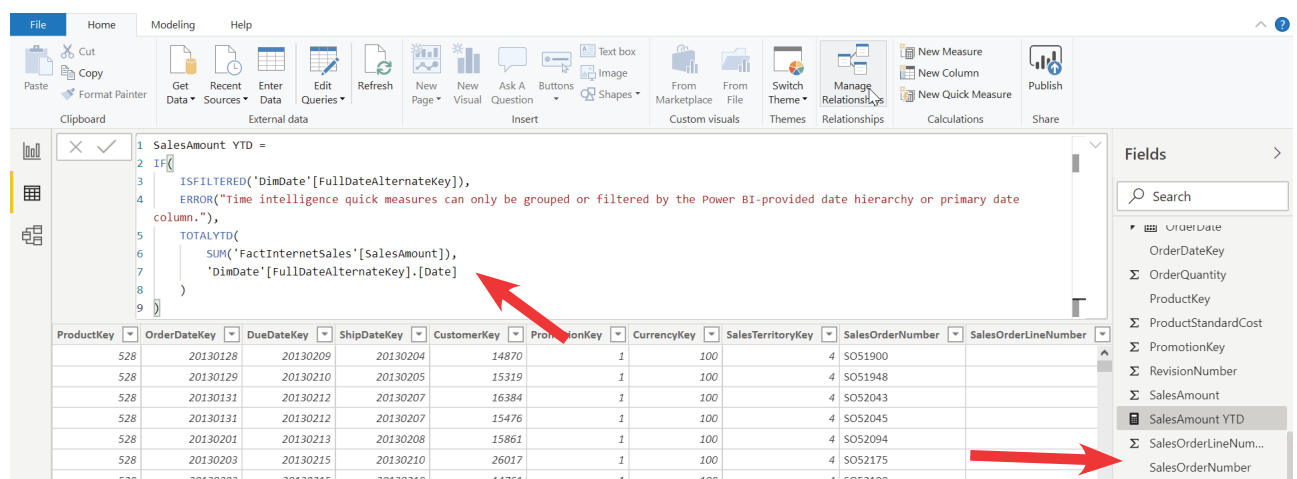 File Home Modeling Help
Cut
Copy
Format Painter
Paste
Clipboard
Get Data
Recent Sources
Enter Data
Edit Queries
Refresh
External data
New Page
New Visual
Ask A Question
Buttons
Text box
Image
Shapes
Insert
From Marketplace
From File
Custom visuals
Switch Theme
Themes
Manage Relationships
Relationships
New Measure
New Column
New Quick Measure
Calculations
Publish
Share
1 SalesAmount YTD =
2 IF(
3 ISFILTERED('DimDate'[FullDateAlternateKey]),
4 ERROR("Time intelligence quick measures can only be grouped or filtered by the Power BI-provided date hierarchy or primary date
column."),
5 TOTALYTD(
6 SUM('FactInternetSales'[SalesAmount]),
7 'DimDate'[FullDateAlternateKey].[Date]
8 )
9 )
ProductKey OrderDateKey DueDateKey ShipDateKey CustomerKey PromotionKey CurrencyKey SalesTerritoryKey SalesOrderNumber SalesOrderLineNumber
528 20130128 20130209 20130204 14870 1 100 4 SO51900
528 20130129 20130210 20130205 15319 1 100 4 SO51948
528 20130131 20130212 20130207 16384 1 100 4 SO52043
528 20130131 20130212 20130207 15476 1 100 4 SO52045
528 20130201 20130213 20130208 15861 1 100 4 SO52094
528 20130203 20130215 20130210 26017 1 100 4 SO52175
Fields
Search
OrderDate
OrderDateKey
OrderQuantity
ProductKey
ProductStandardCost
PromotionKey
RevisionNumber
SalesAmount
SalesAmount YTD
SalesOrderLineNum...
SalesOrderNumber